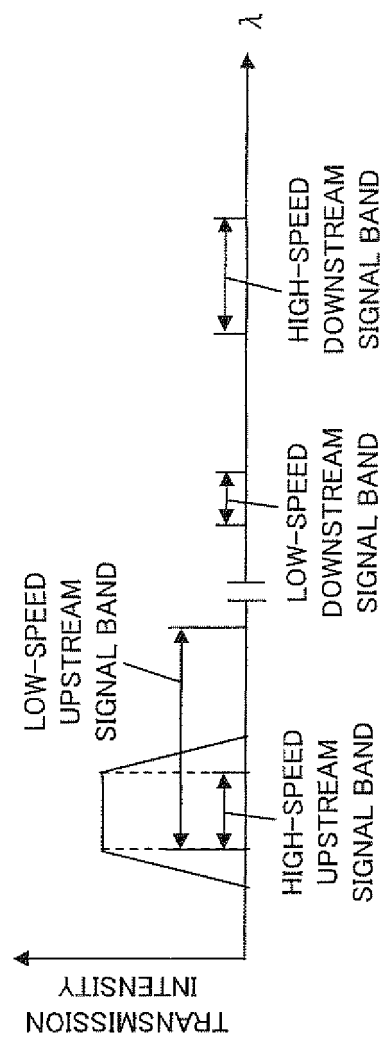 TRANSMISSION
INTENSITY
LOW-SPEED
UPSTREAM
SIGNAL BAND
HIGH-SPEED
UPSTREAM
SIGNAL BAND
LOW-SPEED
DOWNSTREAM
SIGNAL BAND
HIGH-SPEED
DOWNSTREAM
SIGNAL BAND
λ